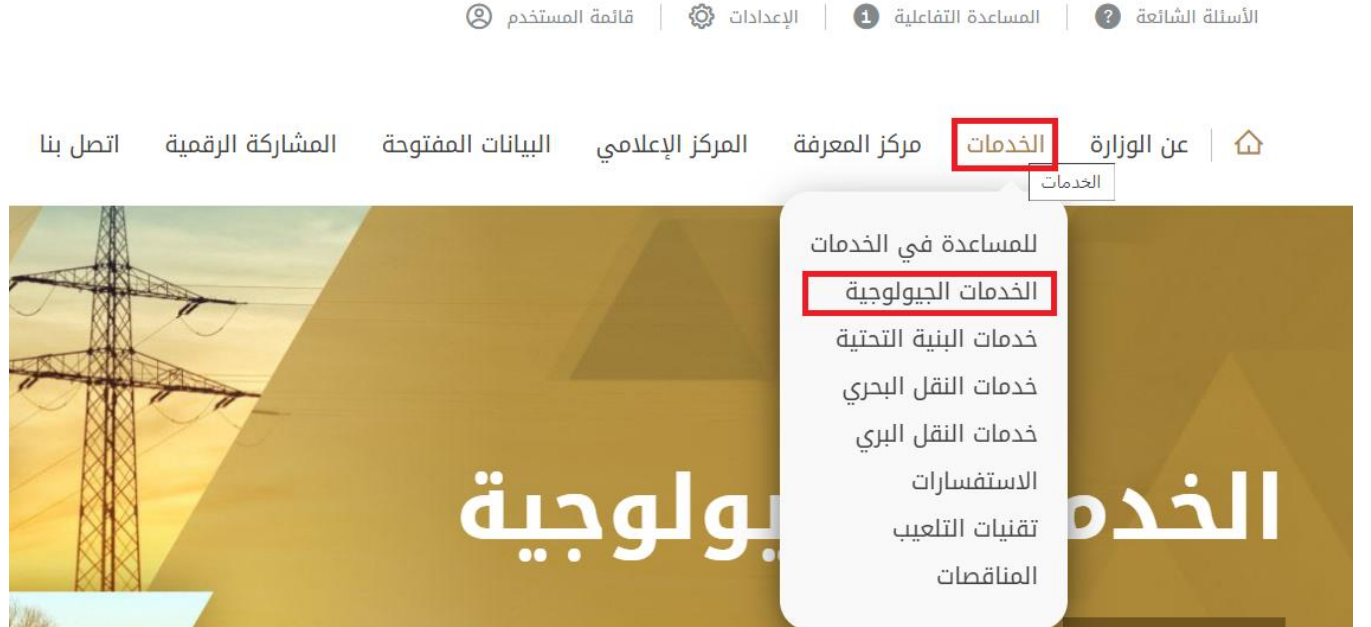 الأسئلة الشائعة ? | المساعدة التفاعلية 1 | الإعدادات | قائمة المستخدم
عن الوزارة الخدمات مركز المعرفة المركز الإعلامي البيانات المفتوحة المشاركة الرقمية اتصل بنا
الخدمات
للمساعدة في الخدمات
الخدمات الجيولوجية
خدمات البنية التحتية
خدمات النقل البحري
خدمات النقل البري
الاستفسارات
تقنيات التلعيب
المناقصات